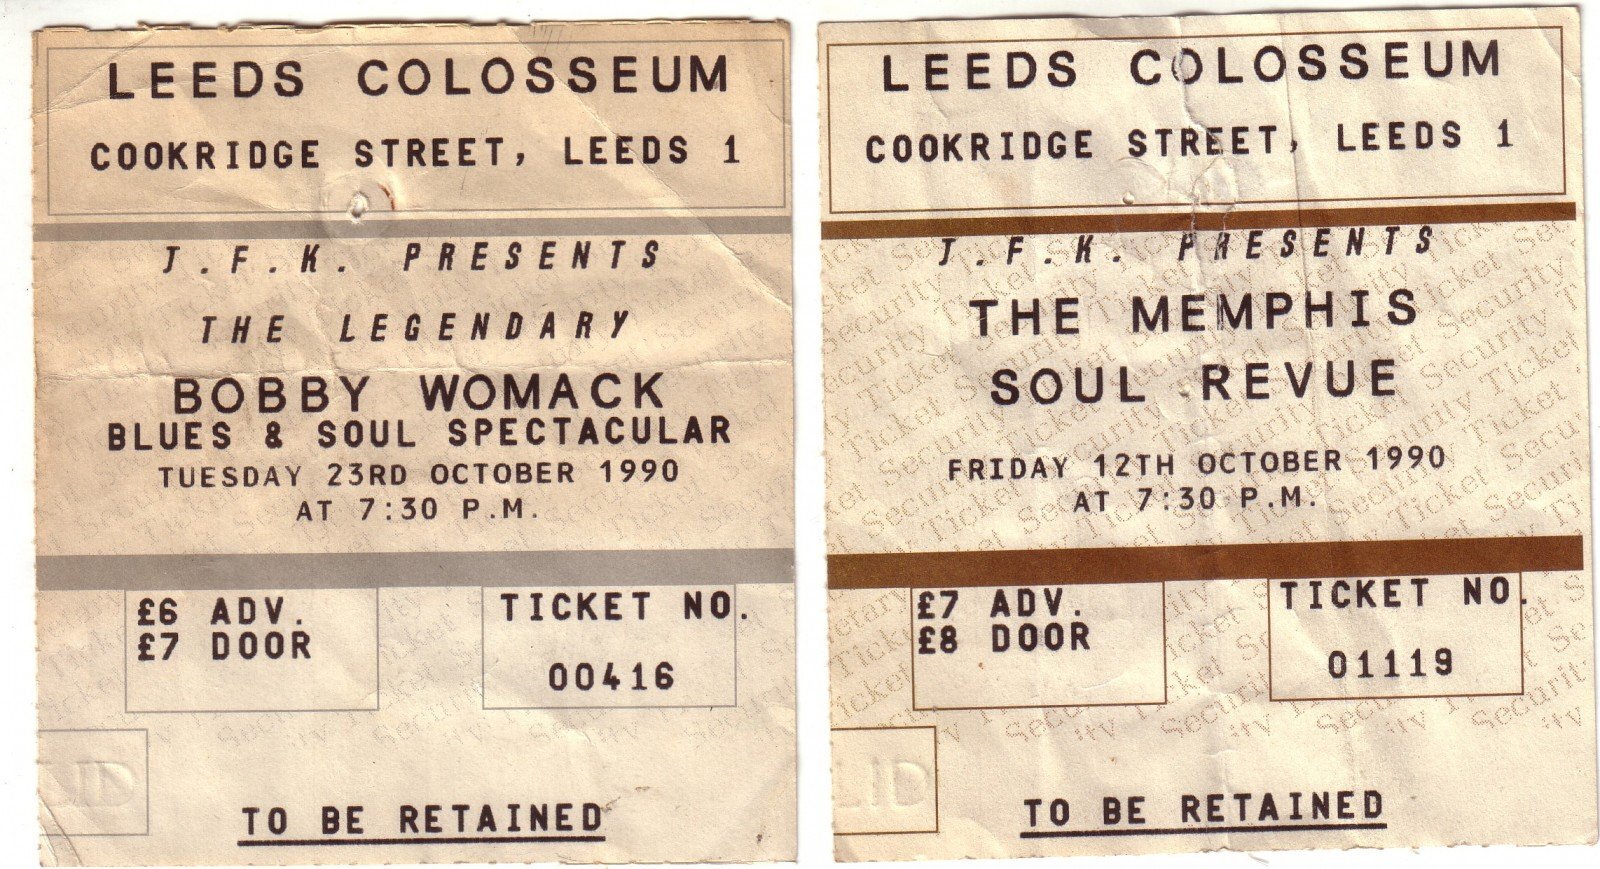 LEEDS COLOSSEUM
COOKRIDGE STREET, LEEDS 1
J.F.K. PRESENTS
THE LEGENDARY
BOBBY WOMACK
BLUES & SOUL SPECTACULAR
TUESDAY 23RD OCTOBER 1990
AT 7:30 P.M.
£6 ADV.
£7 DOOR
TICKET NO.
00416
LID
TO BE RETAINED
LEEDS COLOSSEUM
COOKRIDGE STREET, LEEDS 1
J.F.K. PRESENTS
THE MEMPHIS
SOUL REVUE
FRIDAY 12TH OCTOBER 1990
AT 7:30 P.M.
£7 ADV.
£8 DOOR
TICKET NO.
01119
LID
TO BE RETAINED